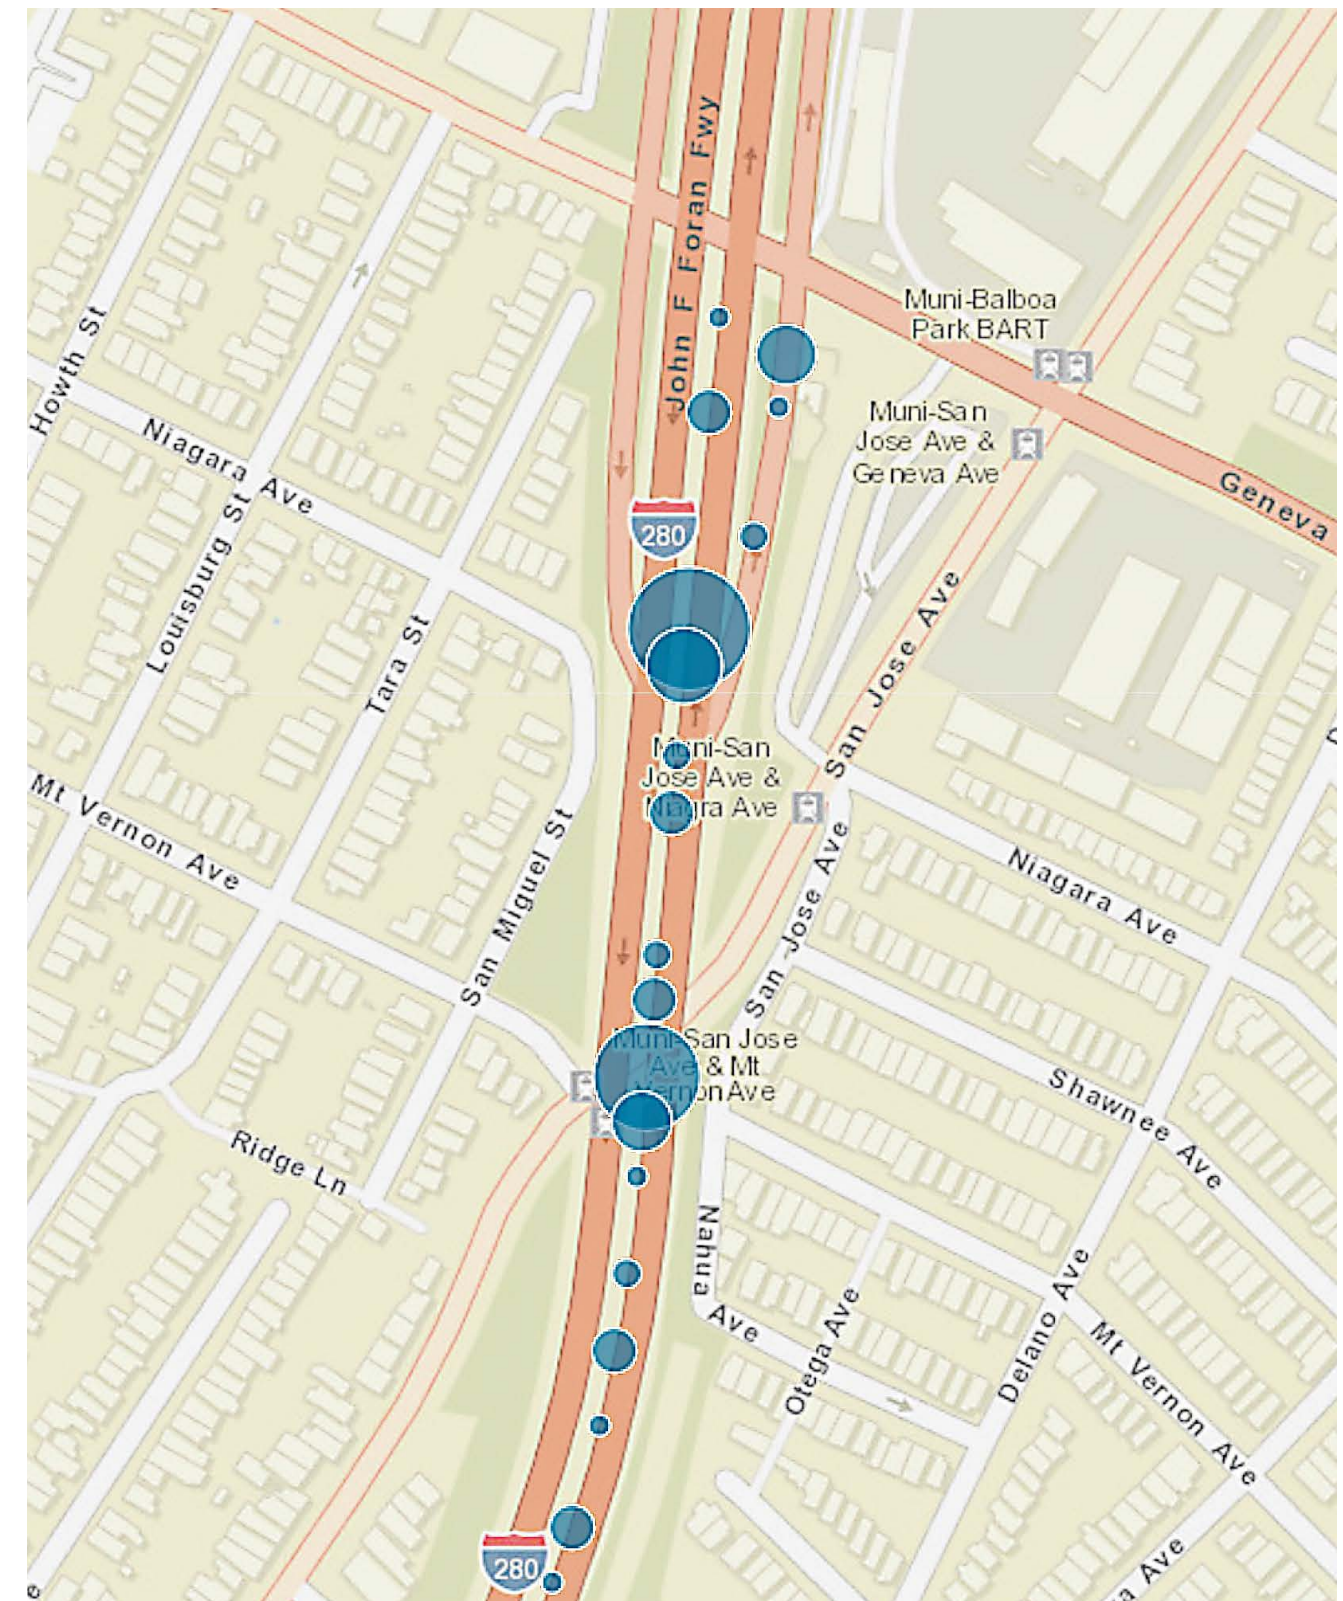 John F Foran Fwy
Muni-Balboa
Park BART
Howth St
Muni-San
Jose Ave &
Geneva Ave
Niagara Ave
Geneva
280
Louisburg St
San Jose Ave
Tara St
Muni-San
Jose Ave &
Niagra Ave
Mt Vernon Ave
San Miguel St
San Jose Ave
Niagara Ave
Muni-San Jose
Ave & Mt
Vernon Ave
Shawnee Ave
Ridge Ln
Nahua Ave
Otega Ave
Delano Ave
Mt Vernon Ave
280
a Ave
e